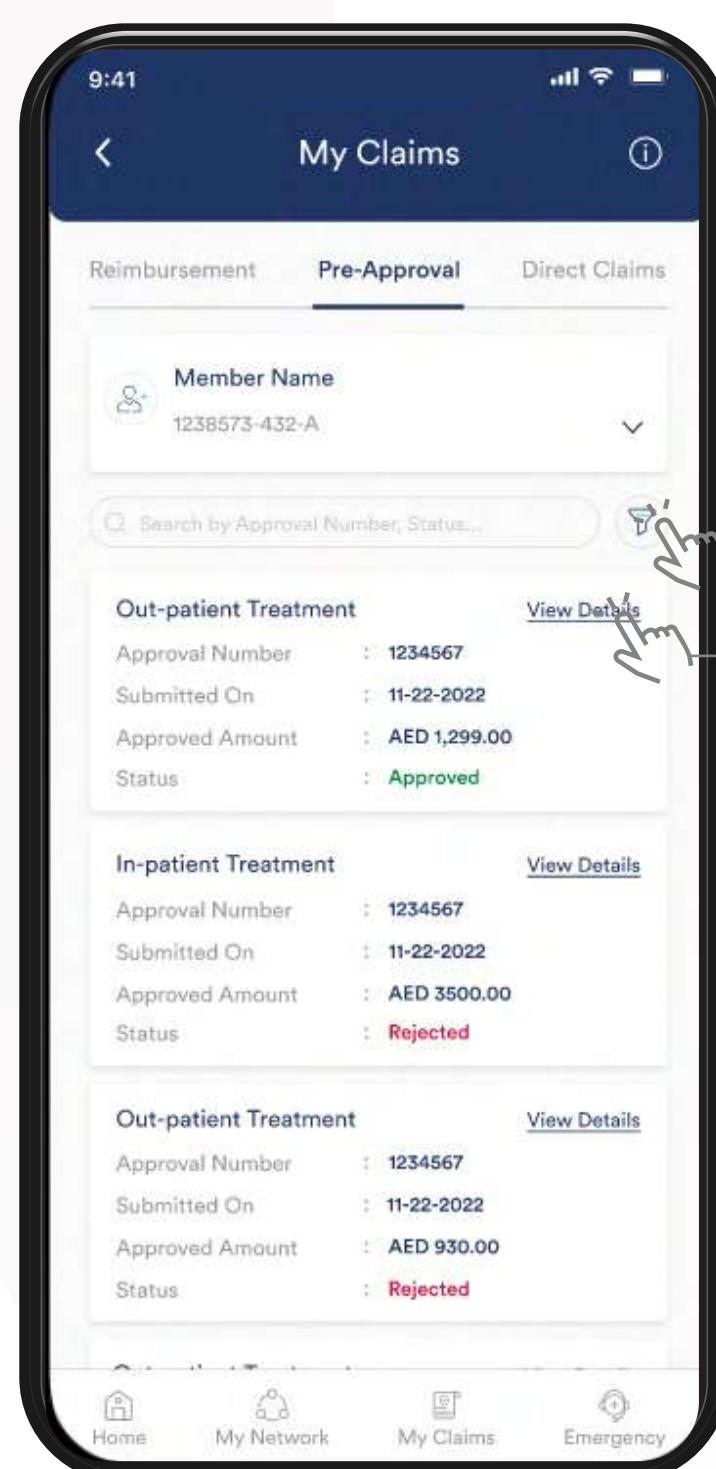 9:41
My Claims
Reimbursement Pre-Approval Direct Claims
Member Name
1238573-432-A
Search by Approval Number, Status...
Out-patient Treatment View Details
Approval Number : 1234567
Submitted On : 11-22-2022
Approved Amount : AED 1,299.00
Status : Approved
In-patient Treatment View Details
Approval Number : 1234567
Submitted On : 11-22-2022
Approved Amount : AED 3500.00
Status : Rejected
Out-patient Treatment View Details
Approval Number : 1234567
Submitted On : 11-22-2022
Approved Amount : AED 930.00
Status : Rejected
Home My Network My Claims Emergency